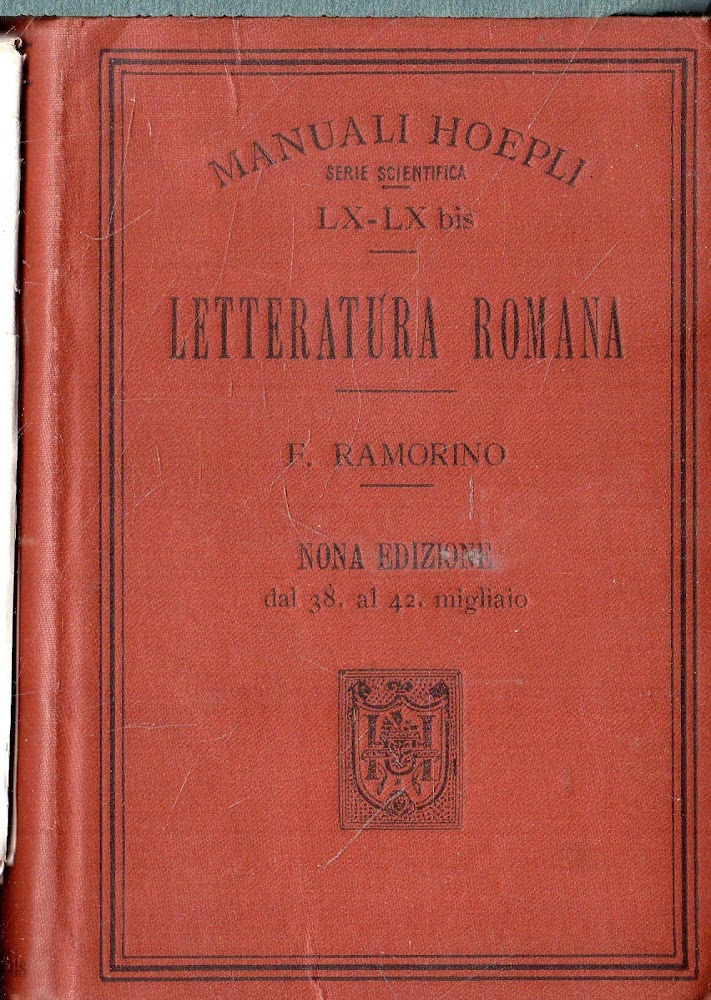 MANUALI HOEPLI
SERIE SCIENTIFICA
LX-LX bis
LETTERATURA ROMANA
F. RAMORINO
NONA EDIZIONE
dal 38. al 42. migliaio